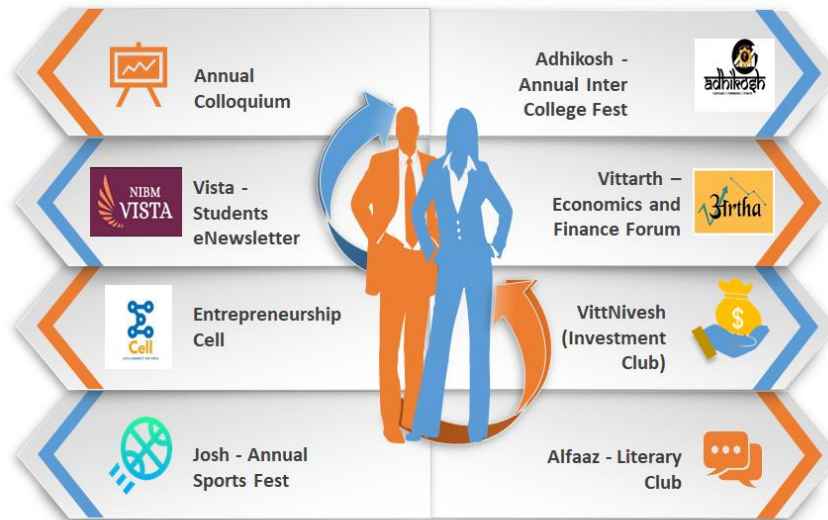 Annual
Colloquium
Adhikosh -
Annual Inter
College Fest
adhikosh
NIBM
VISTA
Vista -
Students
eNewsletter
Vittarth –
Economics and
Finance Forum
अrtha
Cell
Entrepreneurship
Cell
VittNivesh
(Investment
Club)
$
Josh - Annual
Sports Fest
Alfaaz - Literary
Club